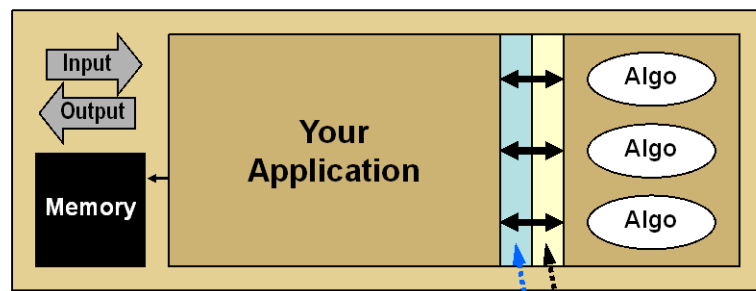 Input
Output
Memory
Your
Application
Algo
Algo
Algo